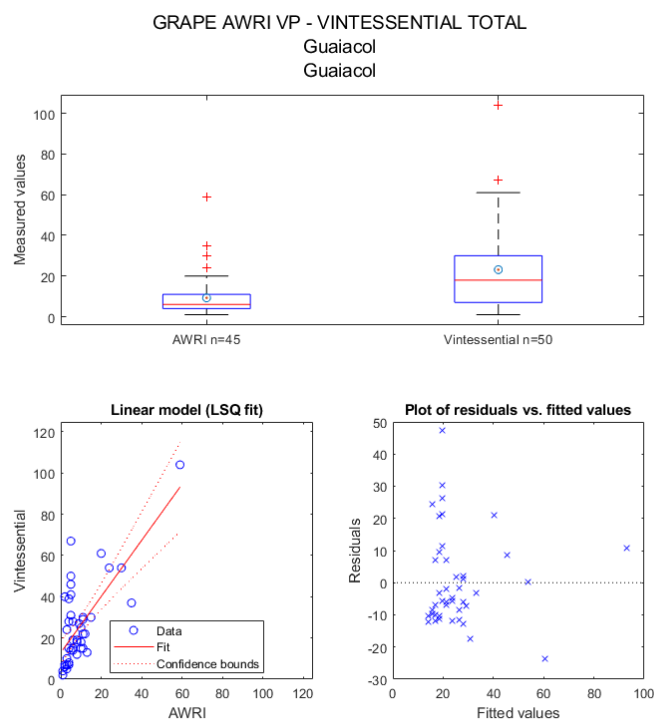 GRAPE AWRI VP - VINTESSENTIAL TOTAL
Guaiacol
Guaiacol
100
80
60
40
20
0
Measured values
AWRI n=45
Vintessential n=50
Linear model (LSQ fit)
120
100
80
60
40
20
0
Vintessential
Data
Fit
Confidence bounds
0 20 40 60 80 100 120
AWRI
Plot of residuals vs. fitted values
50
40
30
20
10
0
-10
-20
-30
Residuals
0 20 40 60 80 100
Fitted values